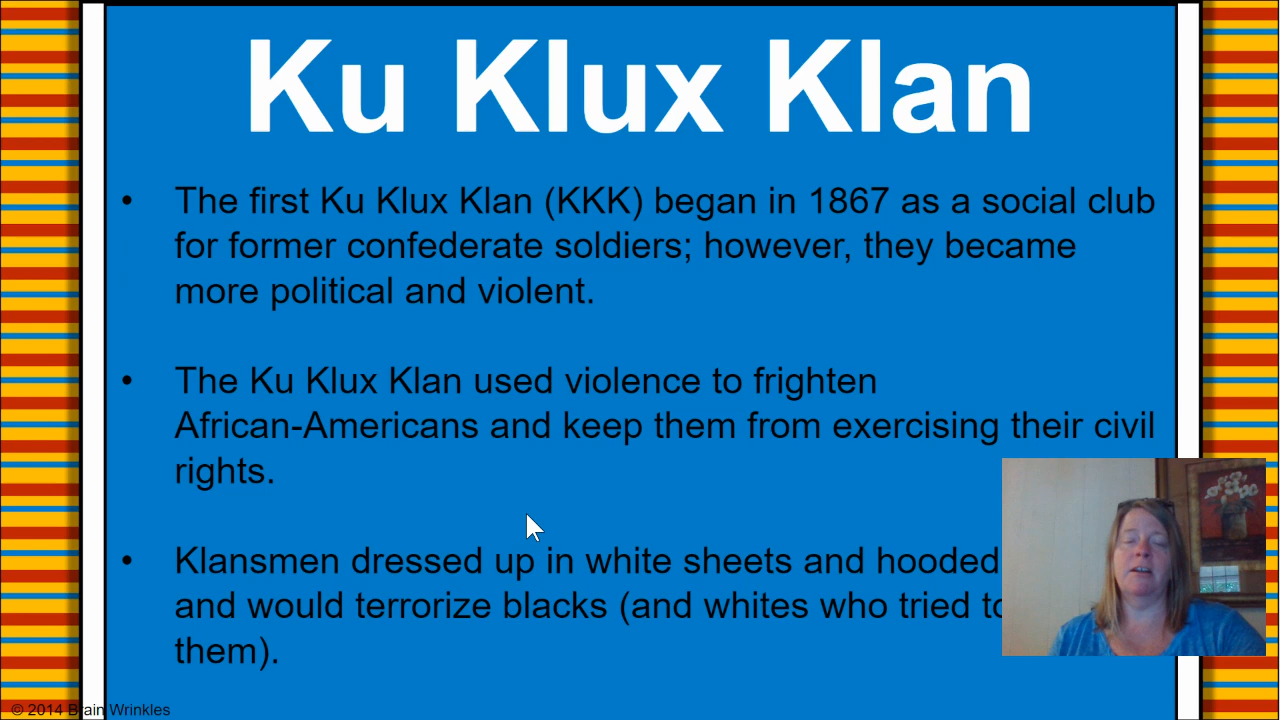 Ku Klux Klan
• The first Ku Klux Klan (KKK) began in 1867 as a social club
for former confederate soldiers; however, they became
more political and violent.
• The Ku Klux Klan used violence to frighten
African-Americans and keep them from exercising their civil
rights.
• Klansmen dressed up in white sheets and hooded
and would terrorize blacks (and whites who tried
them).
© 2014 Brain Wrinkles